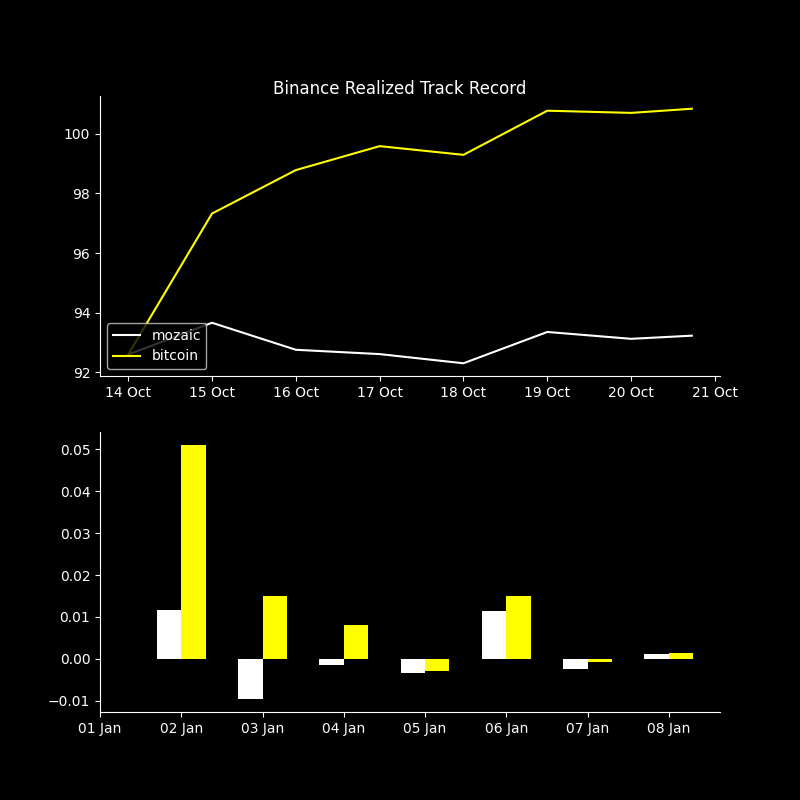 Binance Realized Track Record
100
98
96
94
92
mozaic
bitcoin
14 Oct 15 Oct 16 Oct 17 Oct 18 Oct 19 Oct 20 Oct 21 Oct
0.05
0.04
0.03
0.02
0.01
0.00
−0.01
01 Jan 02 Jan 03 Jan 04 Jan 05 Jan 06 Jan 07 Jan 08 Jan